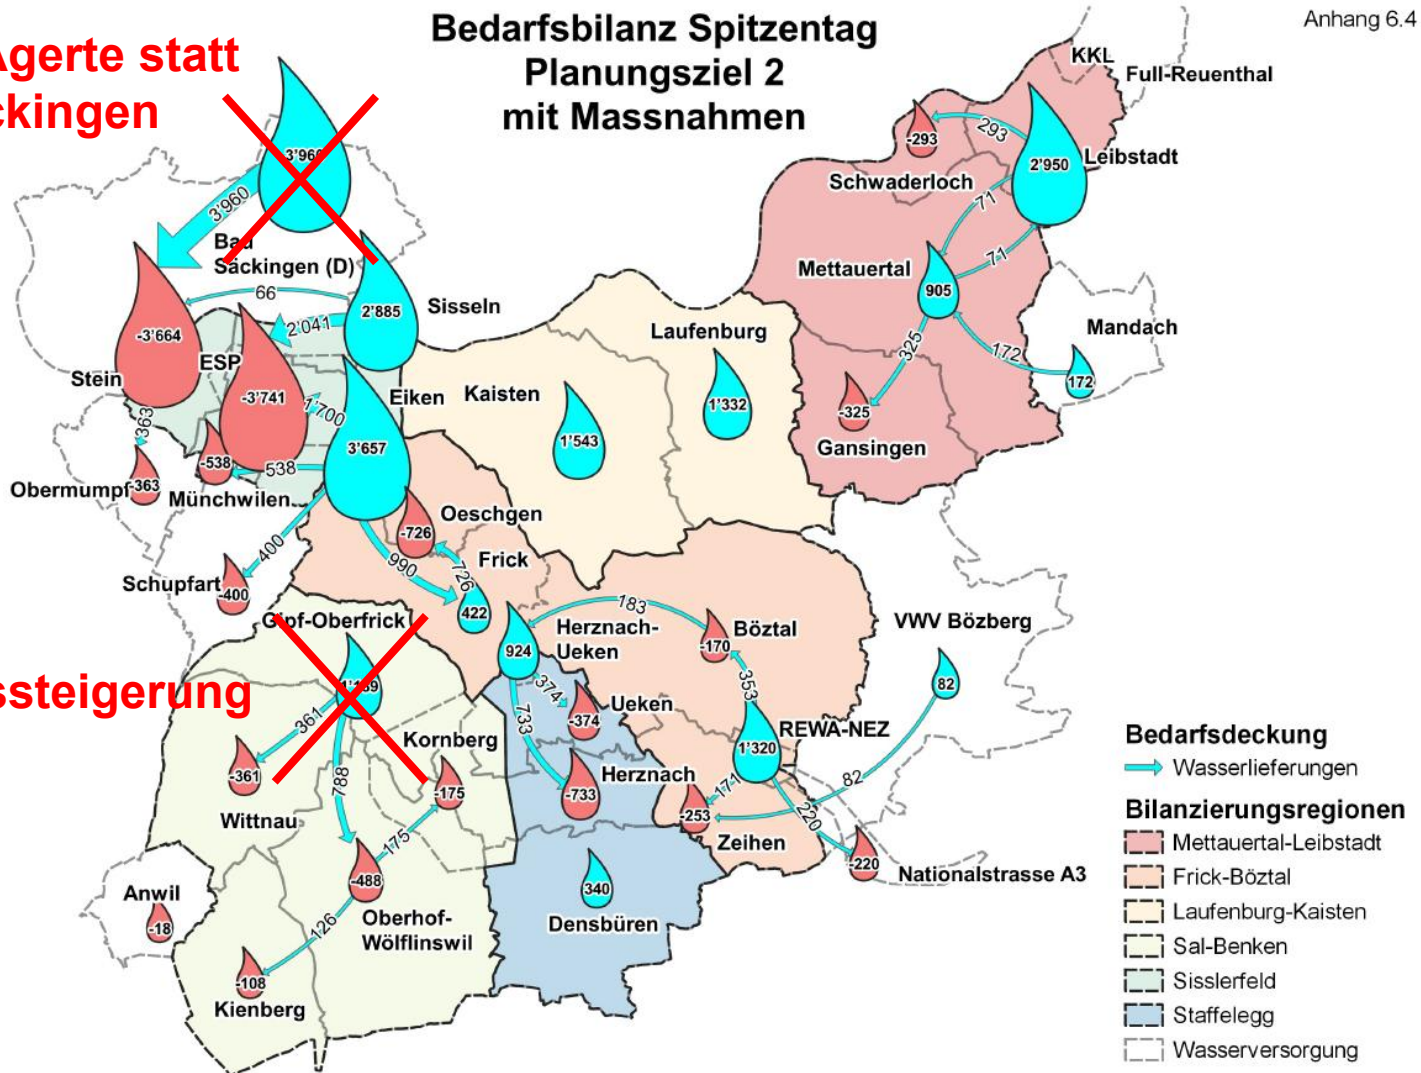 Anhang 6.4
Bedarfsbilanz Spitzentag
Planungsziel 2
mit Massnahmen
Agerte statt
ckingen
KKL
Full-Reuenthal
Leibstadt
2'950
293
-293
Schwaderloch
71
71
Mettauertal
905
Mandach
172
172
325
-325
Gansingen
3'960
Bad
Säckingen (D)
66
2'885
Sisseln
2'041
-3'664
Stein
ESP
-3'741
1'700
Eiken
3'657
363
Obermumpf
-363
-538
538
Münchwilen
Kaisten
1'543
Laufenburg
1'332
400
Schupfart
-400
990
-726
Oeschgen
726
Frick
422
Gipf-Oberfrick
ssteigerung
361
-361
Wittnau
788
Kornberg
-175
175
-488
Oberhof-
Wölflinswil
126
-108
Kienberg
Anwil
-18
924
Herznach-
Ueken
183
-170
Böztal
353
374
-374
Ueken
733
-733
Herznach
340
Densbüren
REWA-NEZ
1'320
171
-253
Zeihen
220
-220
Nationalstrasse A3
VWV Bözberg
82
82
Bedarfsdeckung
Wasserlieferungen
Bilanzierungsregionen
Mettauertal-Leibstadt
Frick-Böztal
Laufenburg-Kaisten
Sal-Benken
Sisslerfeld
Staffelegg
Wasserversorgung